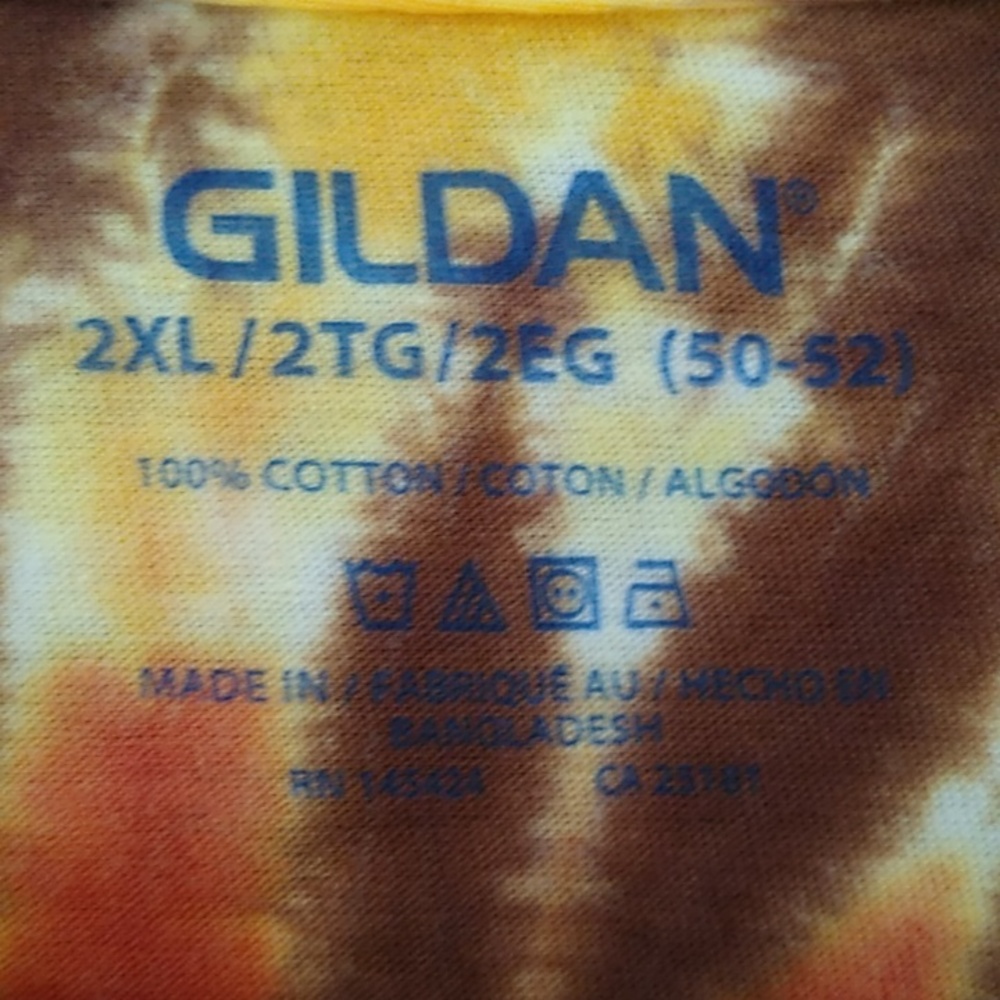 GILDAN®
2XL / 2TG / 2EG (50-52)
100% COTTON / COTON / ALGODÓN
MADE IN / FABRIQUÉ AU / HECHO EN
BANGLADESH
RN 145424 CA 25181